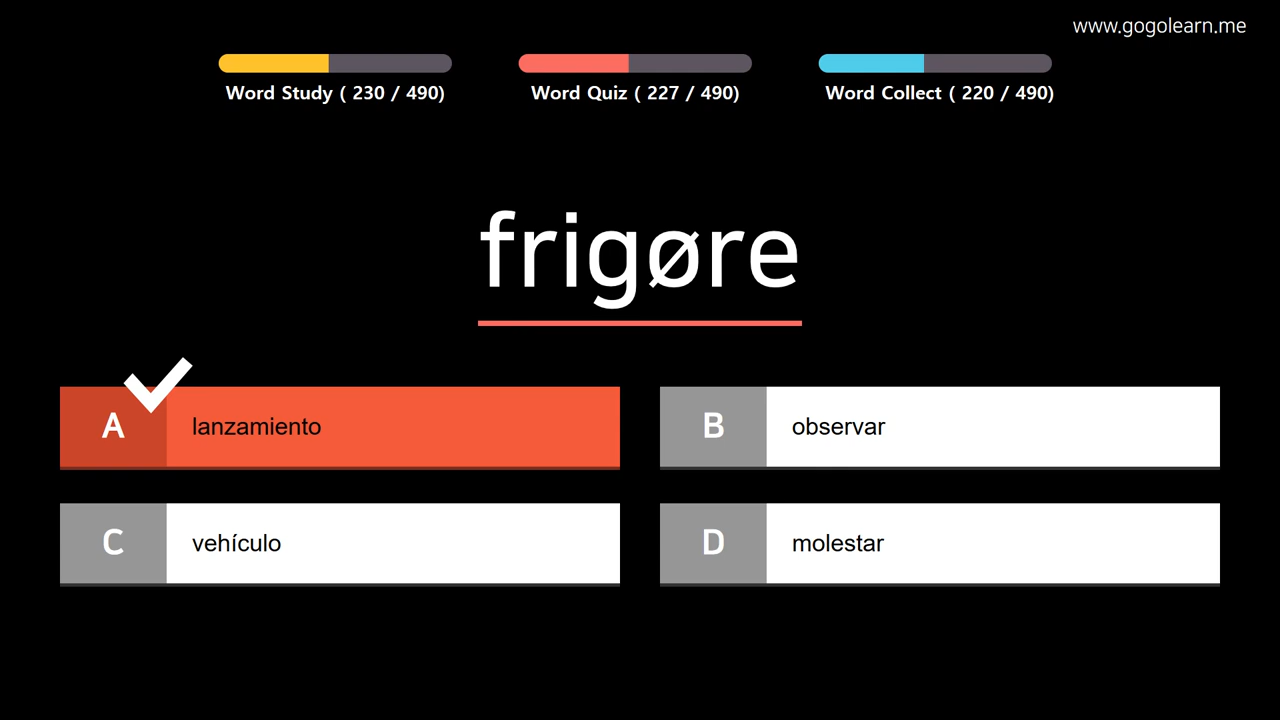 www.gogolearn.me
Word Study ( 230 / 490)
Word Quiz ( 227 / 490)
Word Collect ( 220 / 490)
frigøre
A lanzamiento
B observar
C vehículo
D molestar